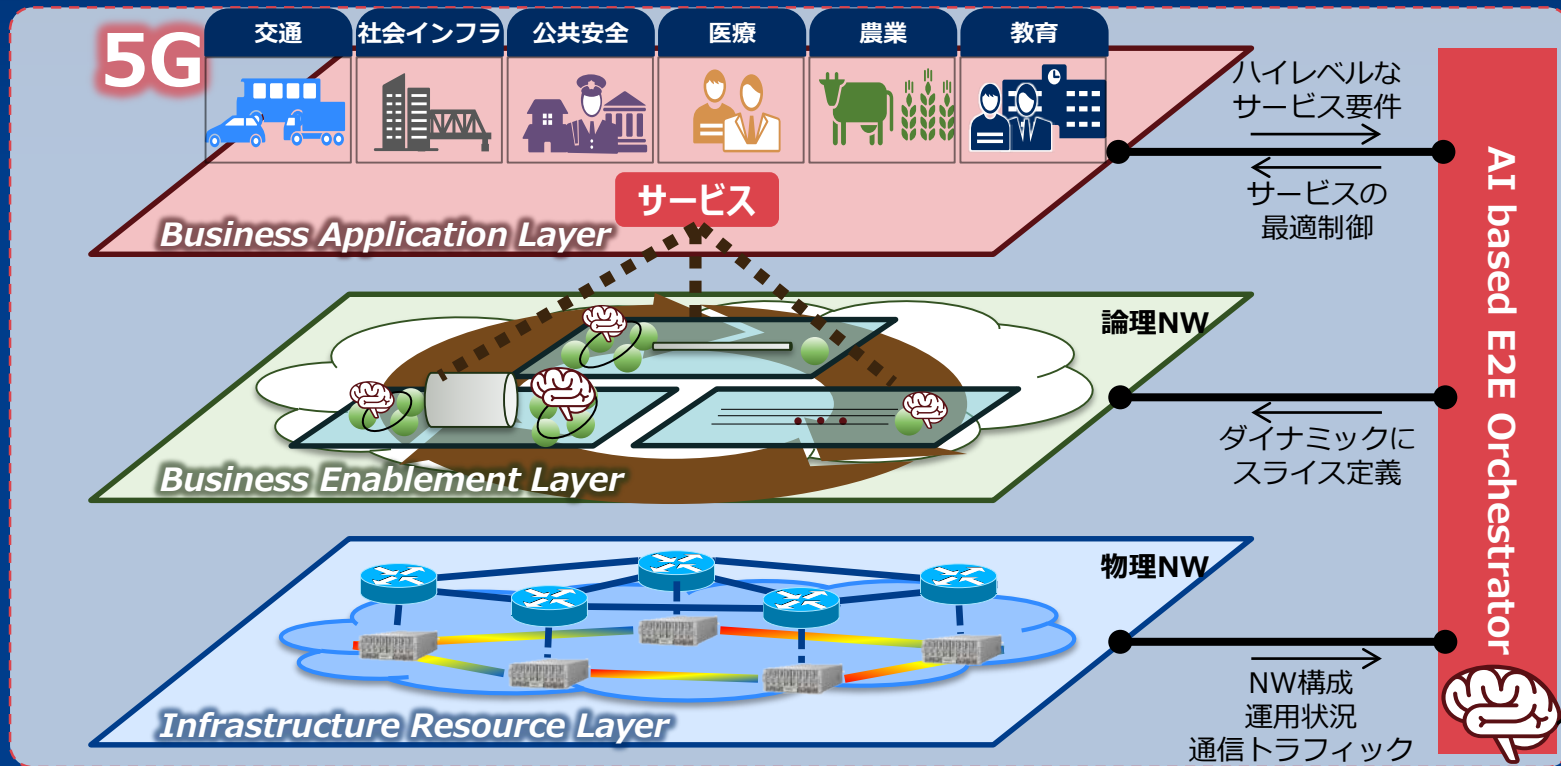 5G
交通
社会インフラ
公共安全
医療
農業
教育
サービス
Business Application Layer
ハイレベルな
サービス要件
サービスの
最適制御
論理NW
Business Enablement Layer
ダイナミックに
スライス定義
物理NW
Infrastructure Resource Layer
NW構成
運用状況
通信トラフィック
AI based E2E Orchestrator